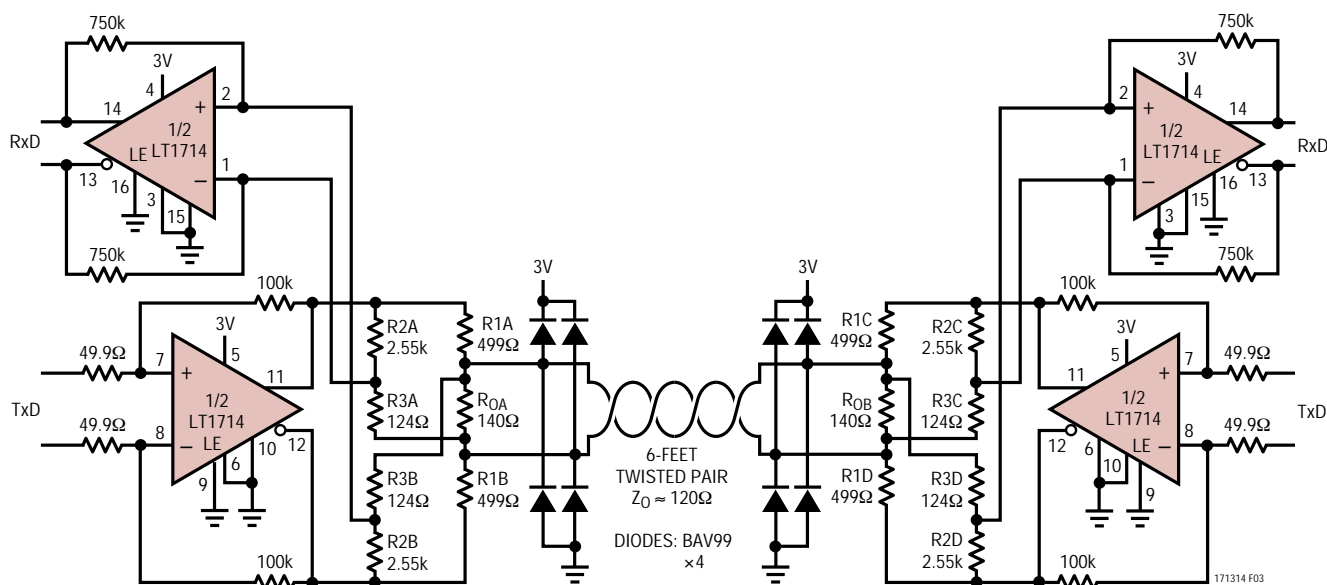 750k
750k
3V
3V
4
4
2
2
14
14
+
+
1/2
LT1714
1/2
LT1714
RxD
RxD
LE
LE
1
1
13
13
–
–
16
16
3
15
3
15
750k
750k
100k
3V
3V
100k
R2A
2.55k
R1A
499Ω
R1C
499Ω
R2C
2.55k
3V
3V
5
5
49.9Ω
49.9Ω
7
7
+
+
11
11
TxD
TxD
1/2
LT1714
1/2
LT1714
R3A
124Ω
R0A
140Ω
R0B
140Ω
R3C
124Ω
49.9Ω
49.9Ω
8
8
–
–
LE
LE
10
12
12
10
6
6
9
9
R3B
124Ω
R1B
499Ω
6-FEET
TWISTED PAIR
ZO ≈ 120Ω
R1D
499Ω
R3D
124Ω
R2B
2.55k
DIODES: BAV99
×4
R2D
2.55k
100k
100k
171314 F03